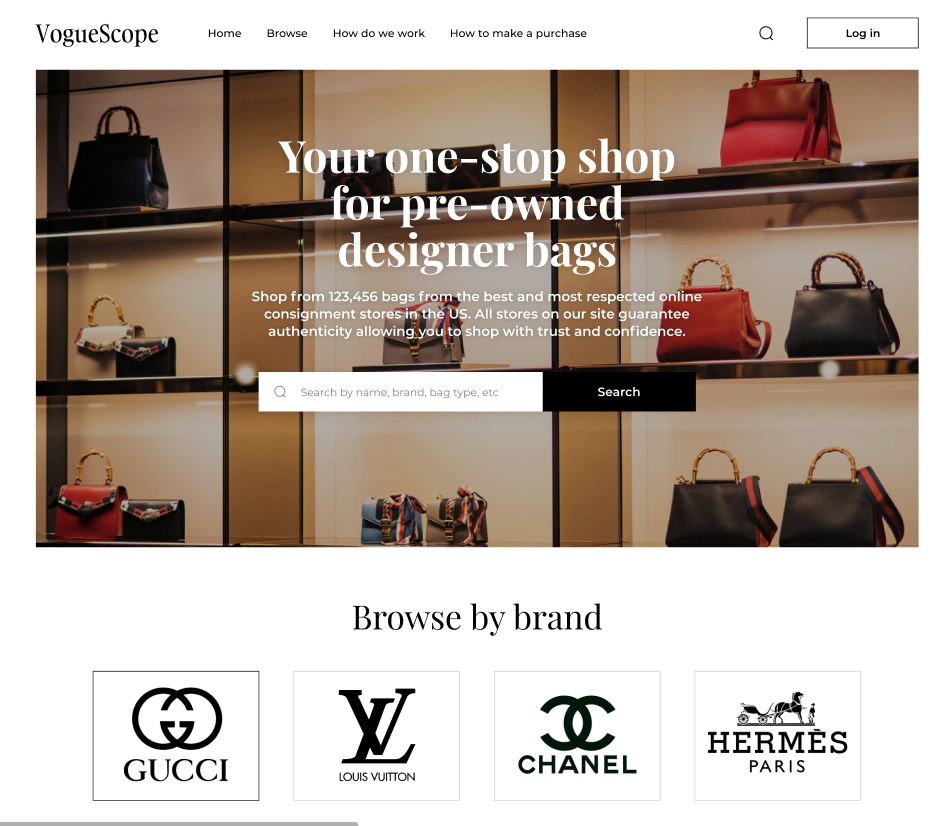 VogueScope
Home Browse How do we work How to make a purchase
Log in
Your one-stop shop
for pre-owned
designer bags
Shop from 123,456 bags from the best and most respected online
consignment stores in the US. All stores on our site guarantee
authenticity allowing you to shop with trust and confidence.
Search by name, brand, bag type, etc
Search
Browse by brand
GUCCI
LV
LOUIS VUITTON
CHANEL
HERMÈS
PARIS